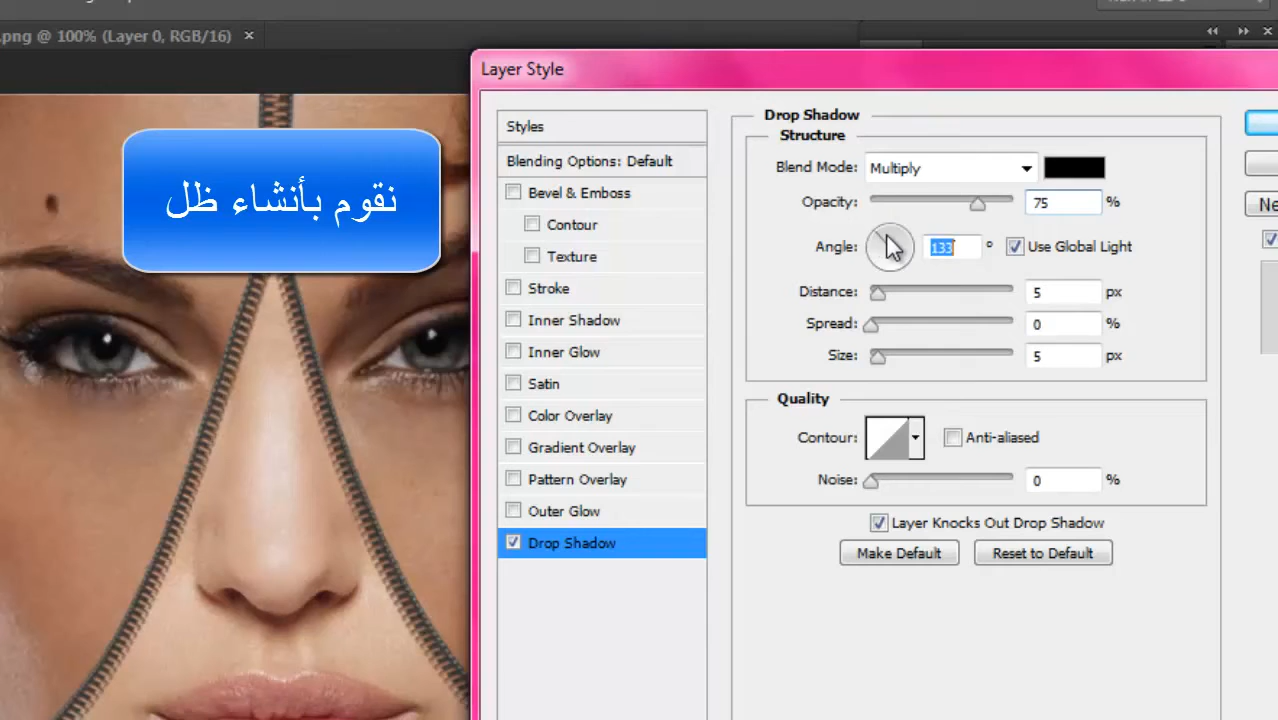 .png @ 100% (Layer 0, RGB/16) ×
Layer Style
نقوم بأنشاء ظل
Styles
Blending Options: Default
Bevel & Emboss
Contour
Texture
Stroke
Inner Shadow
Inner Glow
Satin
Color Overlay
Gradient Overlay
Pattern Overlay
Outer Glow
Drop Shadow
Drop Shadow
Structure
Blend Mode: Multiply
Opacity: 75 %
Angle: 133 ° Use Global Light
Distance: 5 px
Spread: 0 %
Size: 5 px
Quality
Contour: Anti-aliased
Noise: 0 %
Layer Knocks Out Drop Shadow
Make Default Reset to Default
Ne